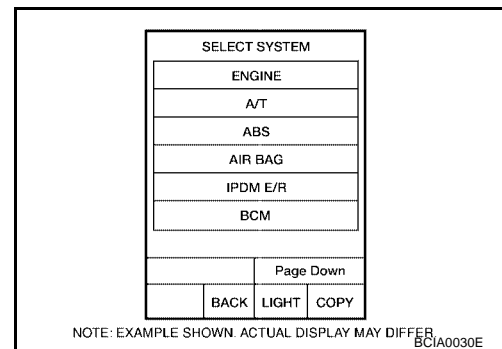 SELECT SYSTEM
ENGINE
A/T
ABS
AIR BAG
IPDM E/R
BCM
Page Down
BACK LIGHT COPY
NOTE: EXAMPLE SHOWN. ACTUAL DISPLAY MAY DIFFER
BCIA0030E